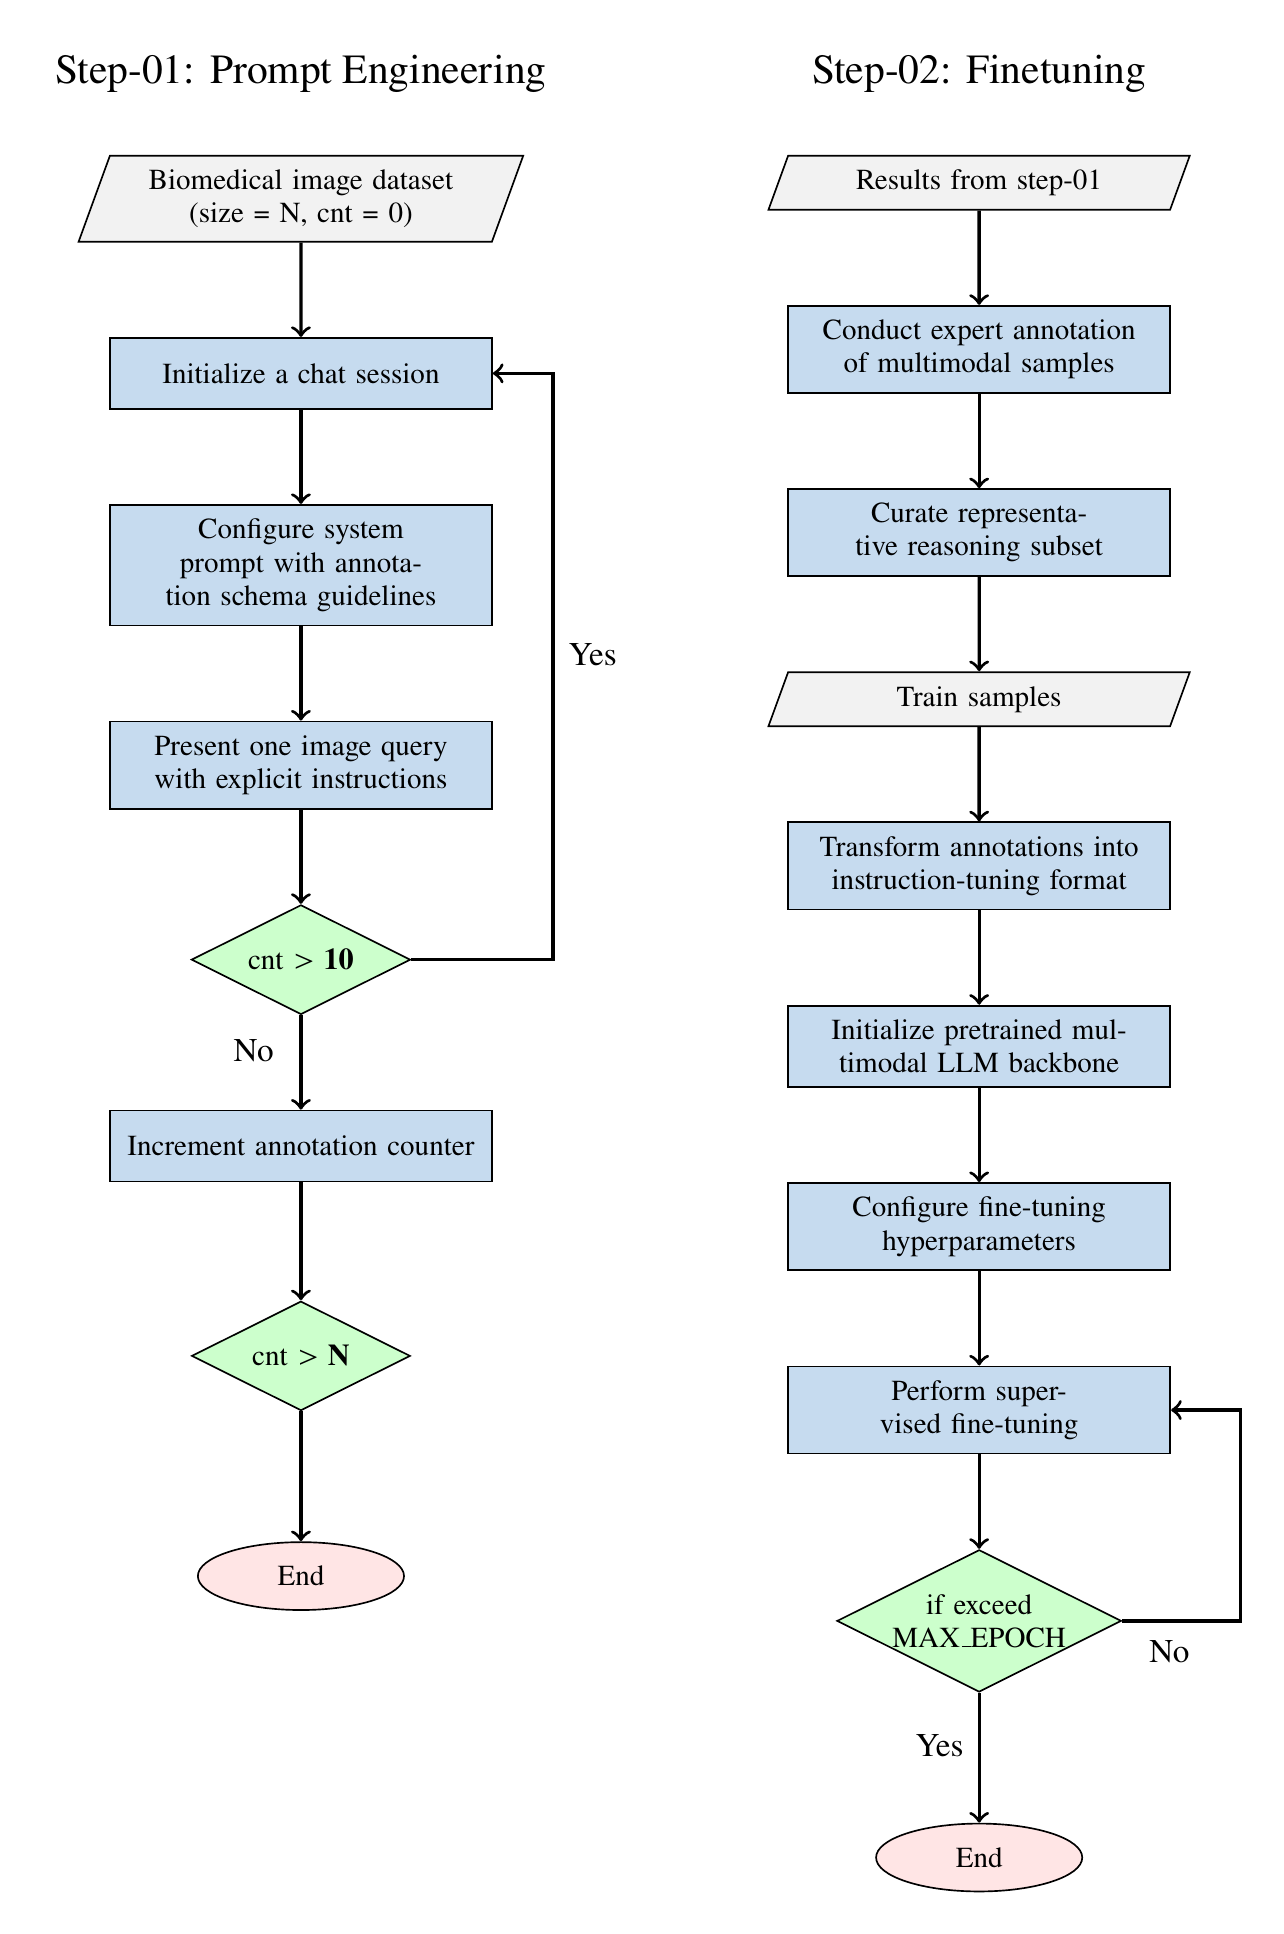 Step-01: Prompt Engineering
Biomedical image dataset
(size = N, cnt = 0)
Initialize a chat session
Configure system
prompt with annota-
tion schema guidelines
Yes
Present one image query
with explicit instructions
cnt > 10
No
Increment annotation counter
cnt > N
End
Step-02: Finetuning
Results from step-01
Conduct expert annotation
of multimodal samples
Curate representa-
tive reasoning subset
Train samples
Transform annotations into
instruction-tuning format
Initialize pretrained mul-
timodal LLM backbone
Configure fine-tuning
hyperparameters
Perform super-
vised fine-tuning
if exceed
MAX_EPOCH
No
Yes
End